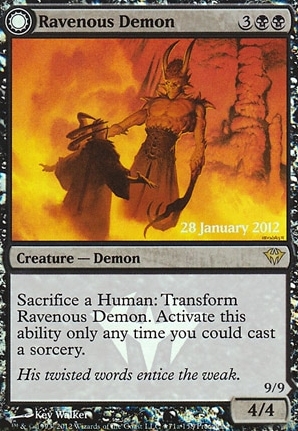 Ravenous Demon 3
28 January 2012
Creature — Demon
Sacrifice a Human: Transform
Ravenous Demon. Activate this
ability only any time you could cast
a sorcery.
His twisted words entice the weak.
9/9
4/4
Key Walker